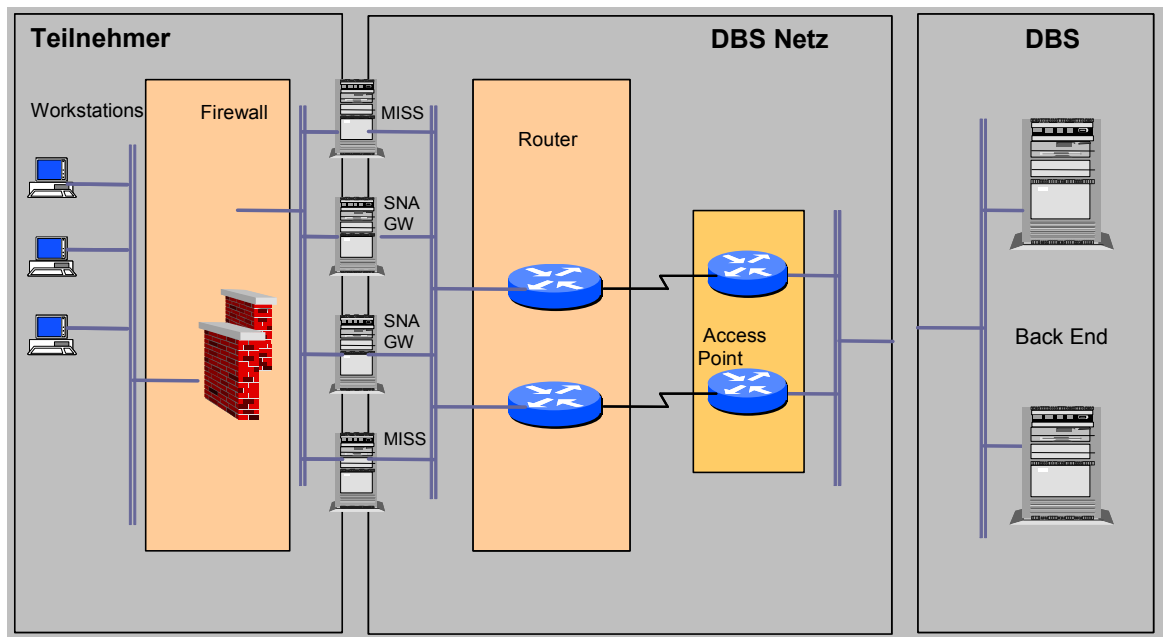 Teilnehmer
DBS Netz
DBS
Workstations
Firewall
MISS
Router
SNA
GW
SNA
GW
Access
Point
Back End
MISS